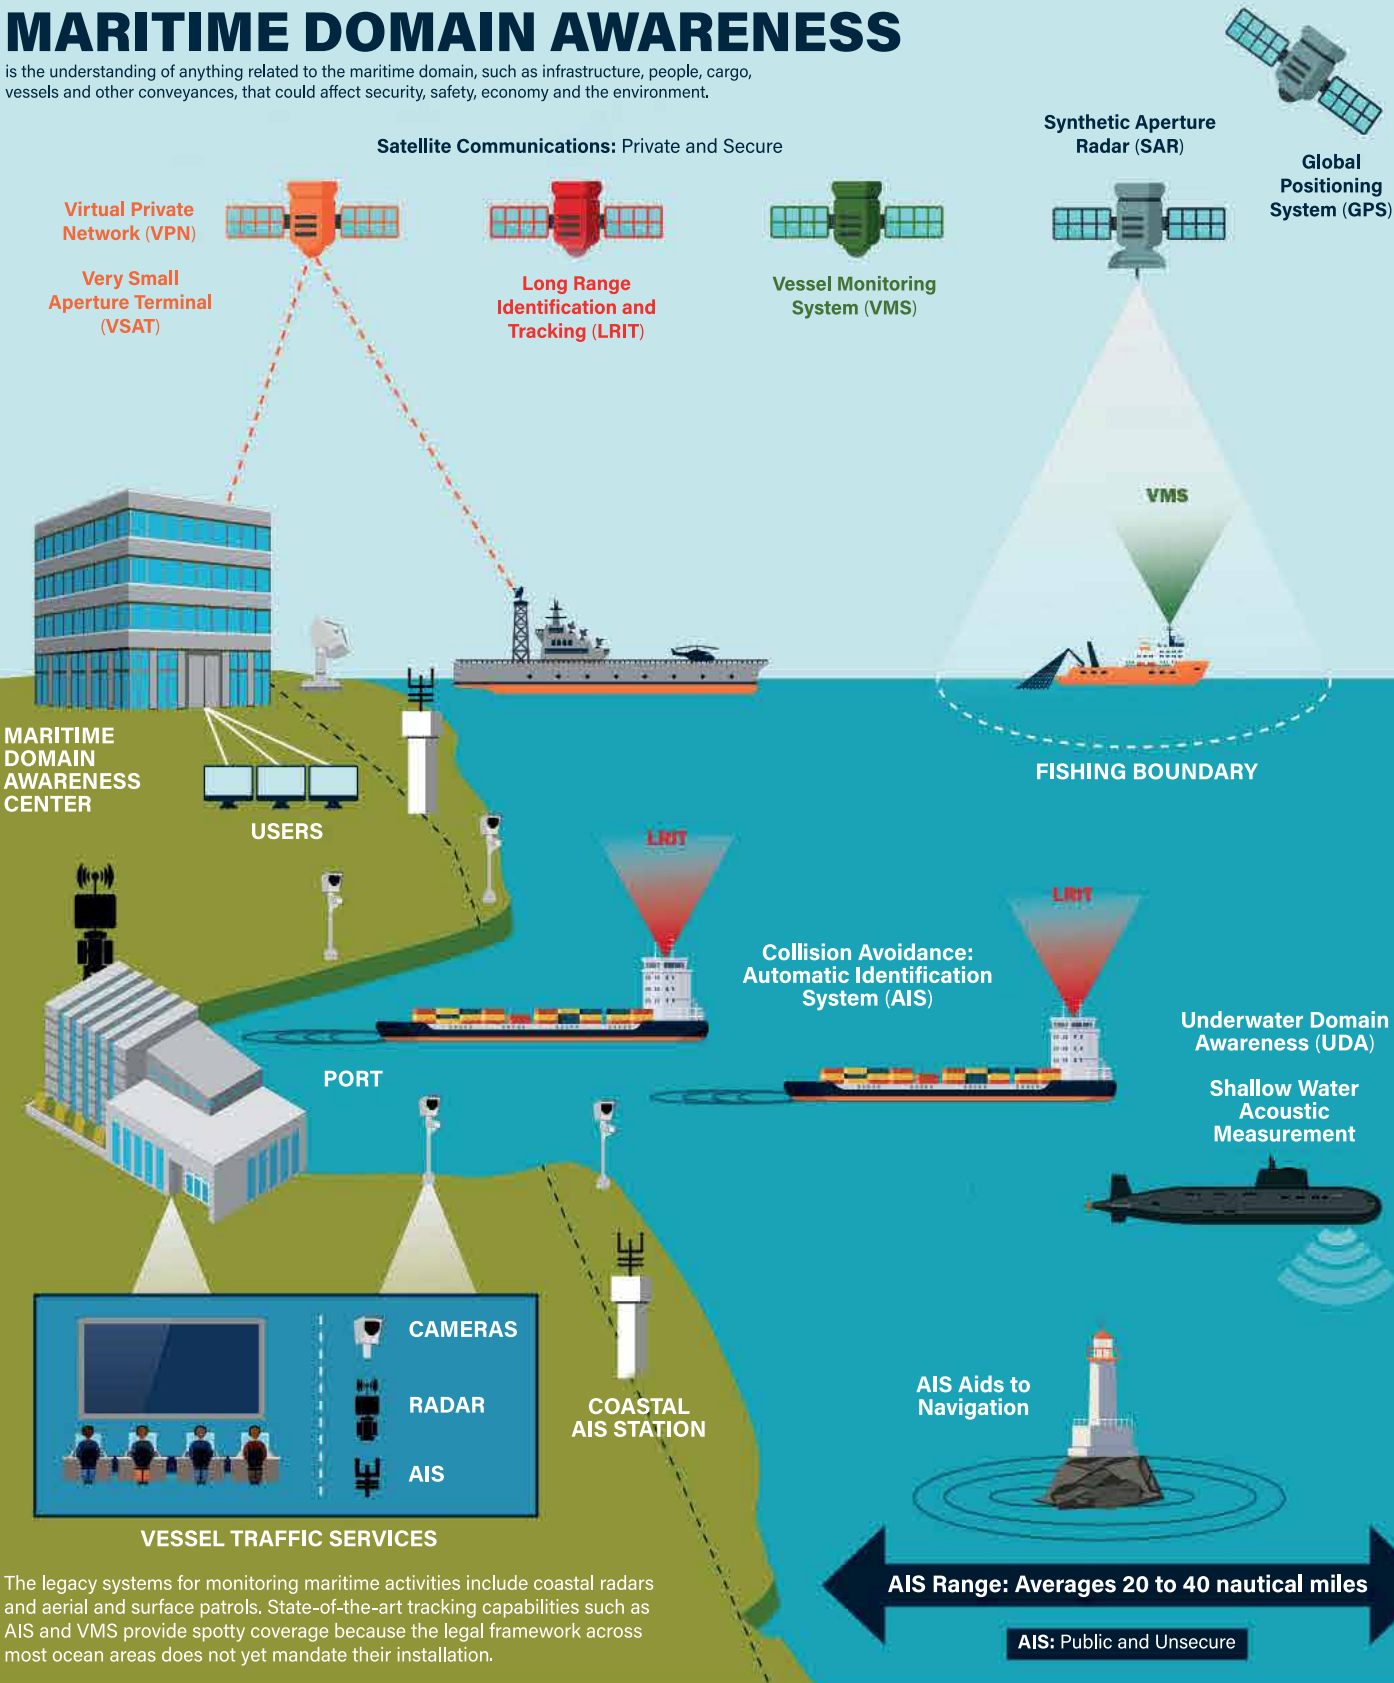 MARITIME DOMAIN AWARENESS
is the understanding of anything related to the maritime domain, such as infrastructure, people, cargo,
vessels and other conveyances, that could affect security, safety, economy and the environment.
Satellite Communications: Private and Secure
Synthetic Aperture
Radar (SAR)
Global
Positioning
System (GPS)
Virtual Private
Network (VPN)
Very Small
Aperture Terminal
(VSAT)
Long Range
Identification and
Tracking (LRIT)
Vessel Monitoring
System (VMS)
VMS
MARITIME
DOMAIN
AWARENESS
CENTER
USERS
FISHING BOUNDARY
LRIT
LRIT
Collision Avoidance:
Automatic Identification
System (AIS)
Underwater Domain
Awareness (UDA)
Shallow Water
Acoustic
Measurement
PORT
CAMERAS
RADAR
AIS
COASTAL
AIS STATION
AIS Aids to
Navigation
VESSEL TRAFFIC SERVICES
The legacy systems for monitoring maritime activities include coastal radars
and aerial and surface patrols. State-of-the-art tracking capabilities such as
AIS and VMS provide spotty coverage because the legal framework across
most ocean areas does not yet mandate their installation.
AIS Range: Averages 20 to 40 nautical miles
AIS: Public and Unsecure